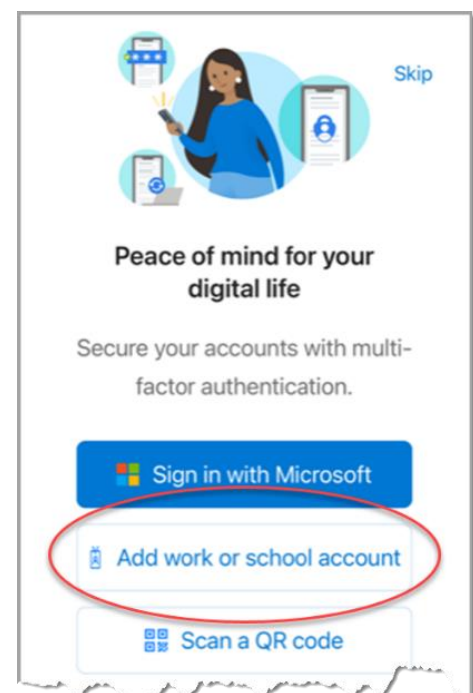 Skip
Peace of mind for your
digital life
Secure your accounts with multi-
factor authentication.
Sign in with Microsoft
Add work or school account
Scan a QR code